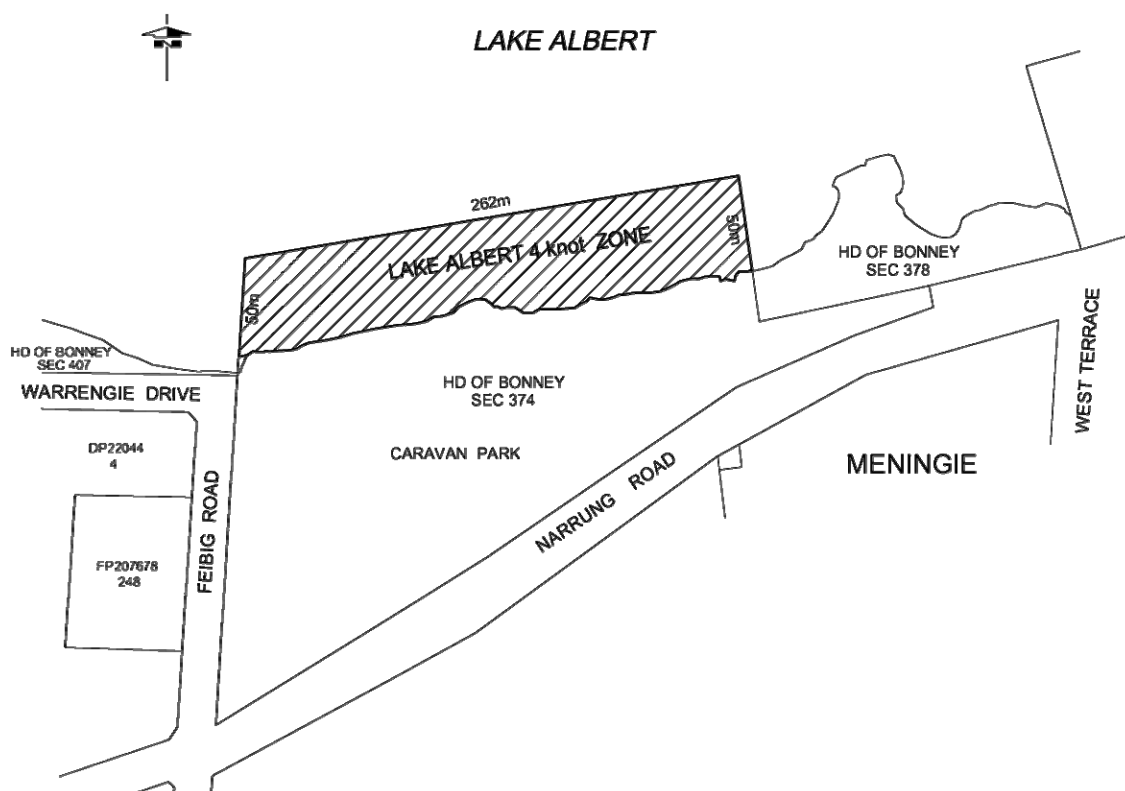 LAKE ALBERT
262m
50m
LAKE ALBERT 4 knot ZONE
50m
HD OF BONNEY
SEC 378
HD OF BONNEY
SEC 407
WARRENGIE DRIVE
HD OF BONNEY
SEC 374
WEST TERRACE
DP22044
4
CARAVAN PARK
MENINGIE
NARRUNG ROAD
FEIBIG ROAD
FP207678
248